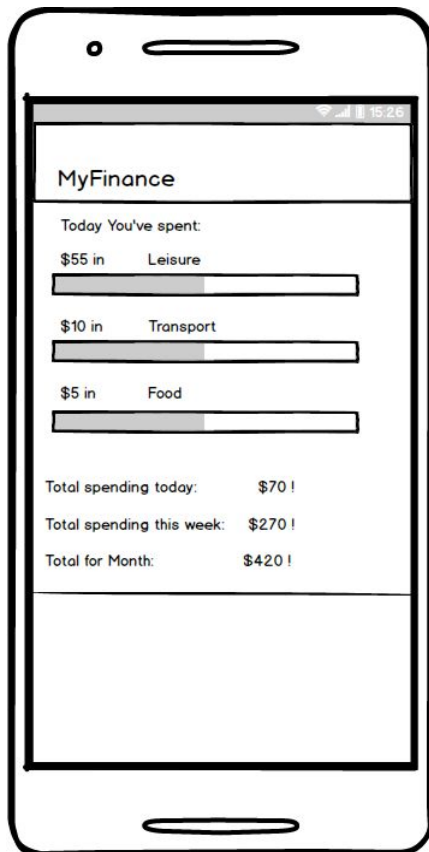 15:26
MyFinance
Today You've spent:
$55 in Leisure
$10 in Transport
$5 in Food
Total spending today: $70 !
Total spending this week: $270 !
Total for Month: $420 !